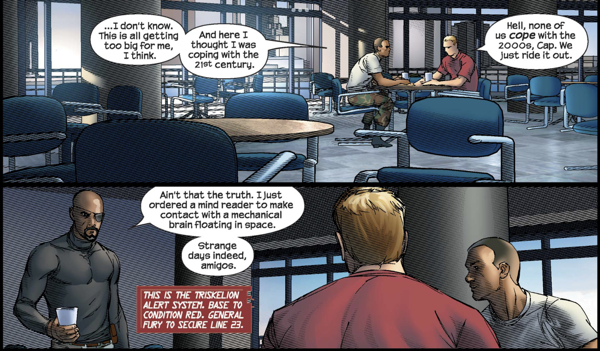 ...I don't know.
This is all getting
too big for me,
I think.
And here I
thought I was
coping with the
21st century.
Hell, none of
us cope with the
2000s, Cap. We
just ride it out.
Ain't that the truth. I just
ordered a mind reader to make
contact with a mechanical
brain floating in space.
Strange
days indeed,
amigos.
THIS IS THE TRISKELION
ALERT SYSTEM. BASE TO
CONDITION RED. GENERAL
FURY TO SECURE LINE 23.